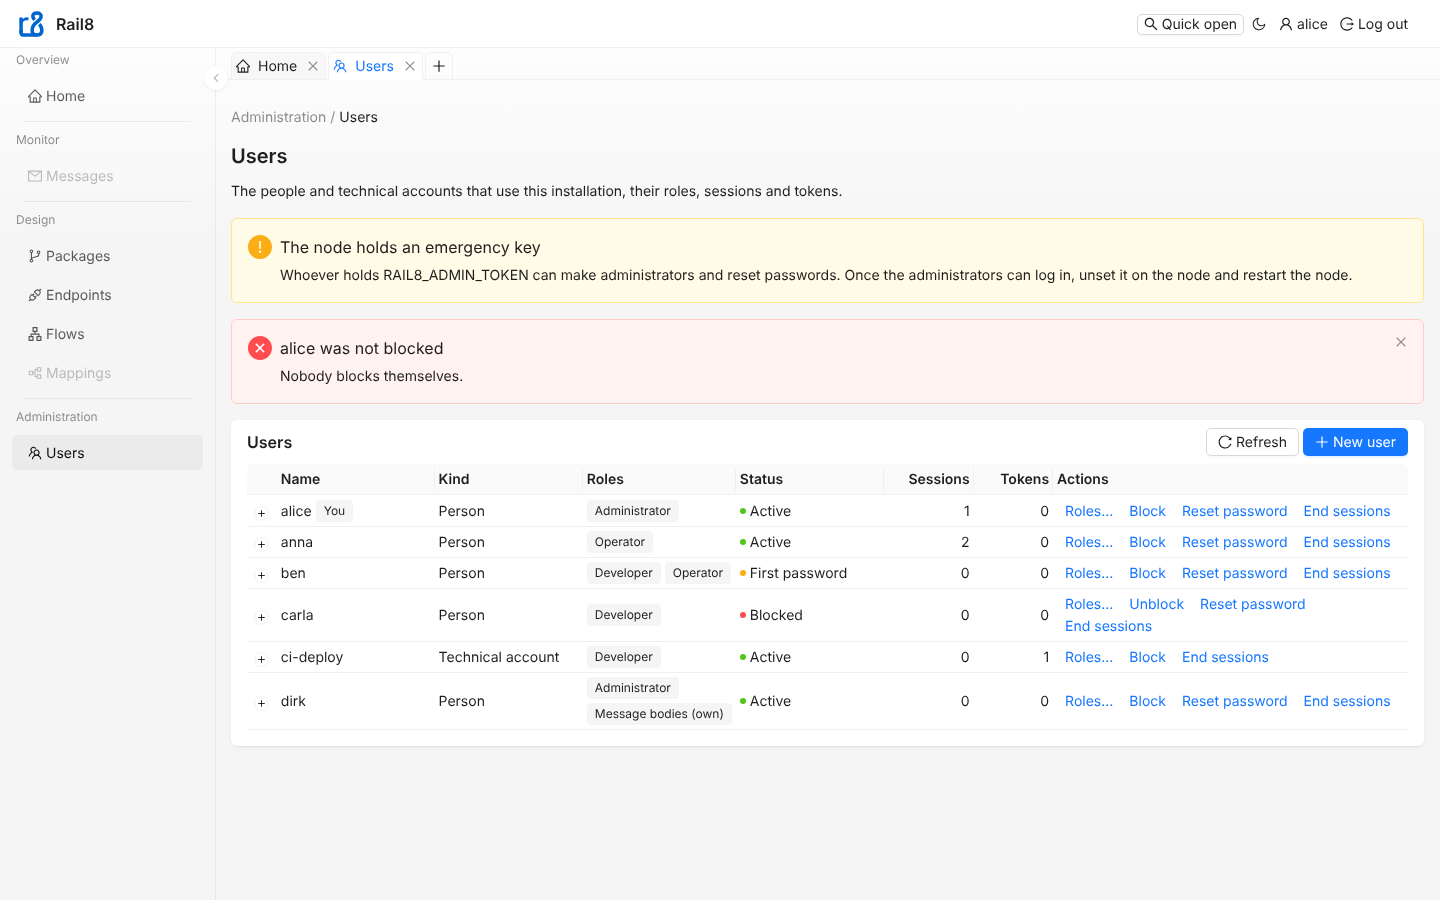 Rail8
Quick open
alice
Log out
Overview
Home
Monitor
Messages
Design
Packages
Endpoints
Flows
Mappings
Administration
Users
Home
Users
Administration / Users
Users
The people and technical accounts that use this installation, their roles, sessions and tokens.
The node holds an emergency key
Whoever holds RAIL8_ADMIN_TOKEN can make administrators and reset passwords. Once the administrators can log in, unset it on the node and restart the node.
alice was not blocked
Nobody blocks themselves.
Users
Refresh
New user
Name Kind Roles Status Sessions Tokens Actions
alice You Person Administrator Active 1 0 Roles... Block Reset password End sessions
anna Person Operator Active 2 0 Roles... Block Reset password End sessions
ben Person Developer Operator First password 0 0 Roles... Block Reset password End sessions
carla Person Developer Blocked 0 0 Roles... Unblock Reset password
End sessions
ci-deploy Technical account Developer Active 0 1 Roles... Block End sessions
dirk Person Administrator
Message bodies (own) Active 0 0 Roles... Block Reset password End sessions